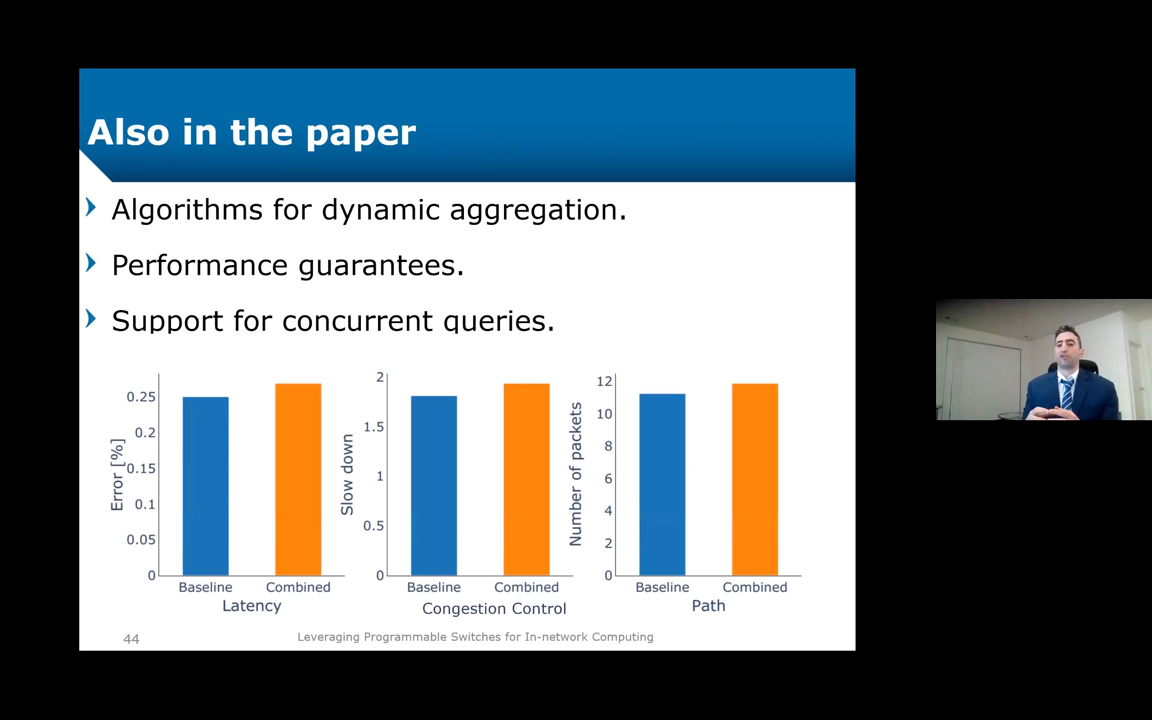 Also in the paper
Algorithms for dynamic aggregation.
Performance guarantees.
Support for concurrent queries.
Error [%]
0.25
0.2
0.15
0.1
0.05
0
Baseline
Combined
Latency
Slow down
2
1.5
1
0.5
0
Baseline
Combined
Congestion Control
Number of packets
12
10
8
6
4
2
0
Baseline
Combined
Path
44
Leveraging Programmable Switches for In-network Computing